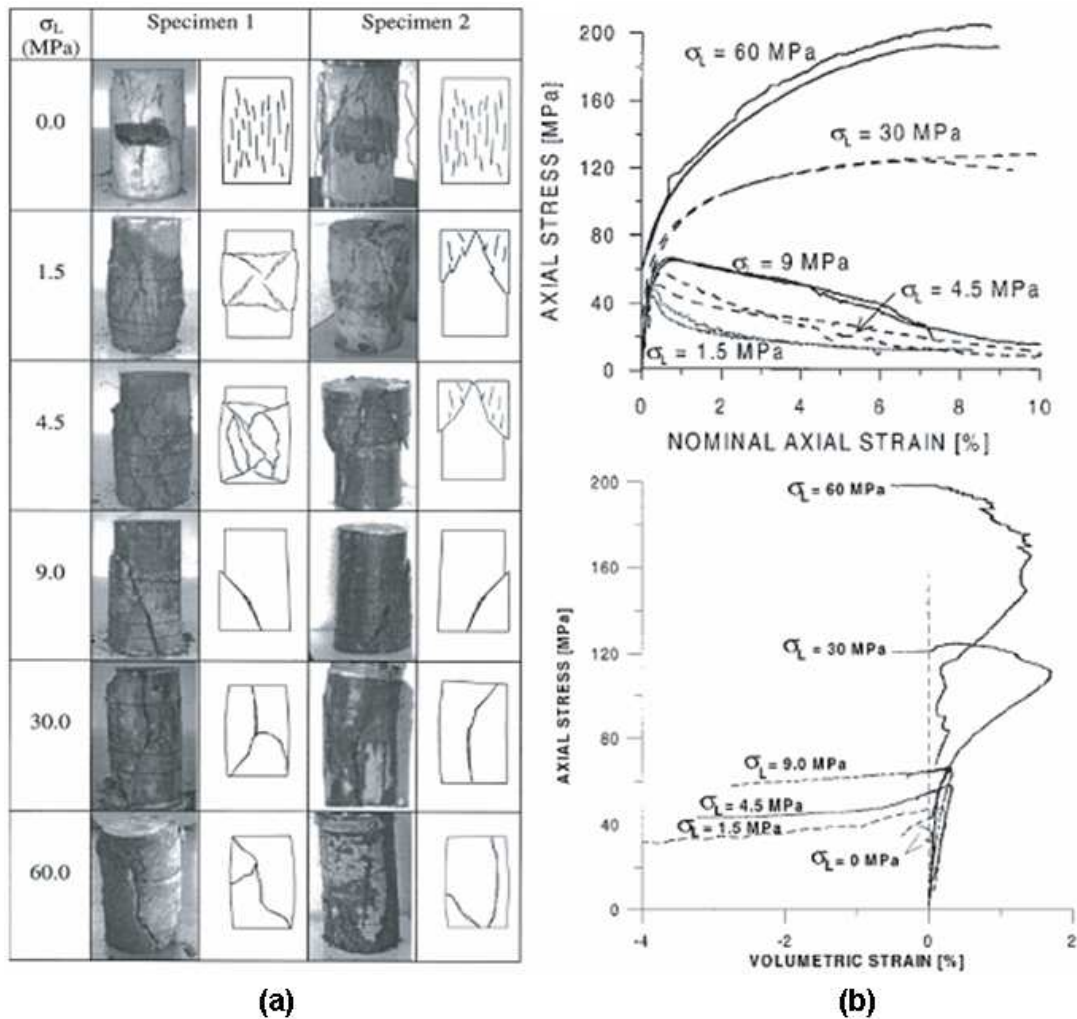 σL (MPa) Specimen 1 Specimen 2
0.0
1.5
4.5
9.0
30.0
60.0
(a)
AXIAL STRESS [MPa]
200
160
120
80
40
0
σL = 60 MPa
σL = 30 MPa
σL = 9 MPa
σL = 4.5 MPa
σL = 1.5 MPa
0 2 4 6 8 10
NOMINAL AXIAL STRAIN [%]
AXIAL STRESS [MPa]
200
160
120
80
40
0
σL = 60 MPa
σL = 30 MPa
σL = 9.0 MPa
σL = 4.5 MPa
σL = 1.5 MPa
σL = 0 MPa
-4 -2 0 2
VOLUMETRIC STRAIN [%]
(b)